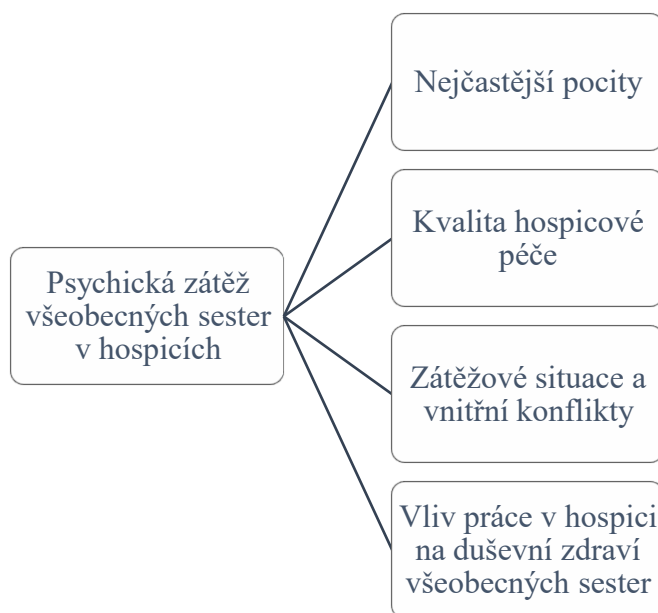 Nejčastější pocity
Kvalita hospicové
péče
Psychická zátěž
všeobecných sester
v hospicích
Zátěžové situace a
vnitřní konflikty
Vliv práce v hospici
na duševní zdraví
všeobecných sester